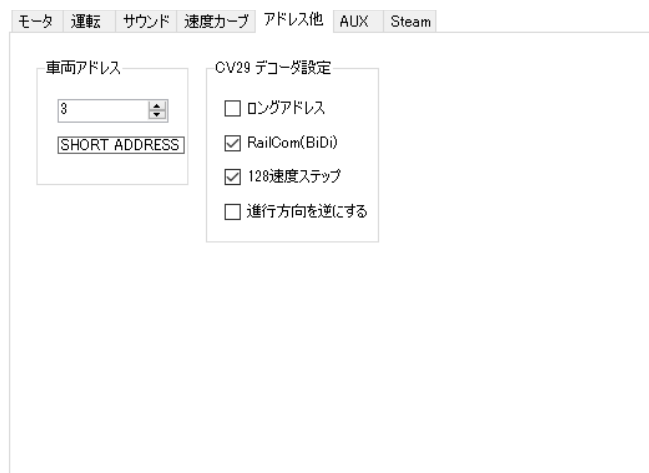 モータ 運転 サウンド 速度カーブ アドレス他 AUX Steam
車両アドレス
3
SHORT ADDRESS
CV29 デコーダ設定
ロングアドレス
RailCom(BiDi)
128速度ステップ
進行方向を逆にする